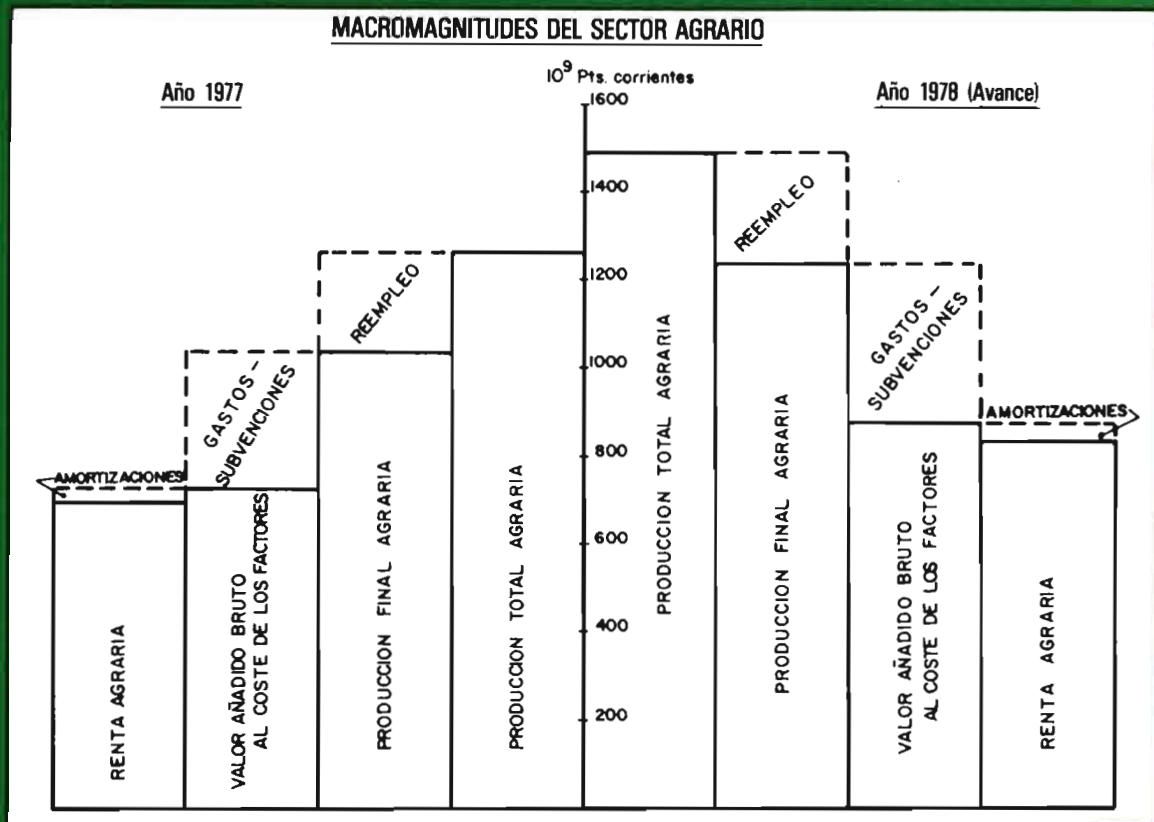 MACROMAGNITUDES DEL SECTOR AGRARIO
Año 1977
10⁹ Pts. corrientes
Año 1978 (Avance)
1600
1400
1200
1000
800
600
400
200
AMORTIZACIONES
RENTA AGRARIA
GASTOS –
SUBVENCIONES
VALOR AÑADIDO BRUTO
AL COSTE DE LOS FACTORES
REEMPLEO
PRODUCCION FINAL AGRARIA
PRODUCCION TOTAL AGRARIA
PRODUCCION TOTAL AGRARIA
REEMPLEO
PRODUCCION FINAL AGRARIA
GASTOS –
SUBVENCIONES
VALOR AÑADIDO BRUTO
AL COSTE DE LOS FACTORES
AMORTIZACIONES
RENTA AGRARIA